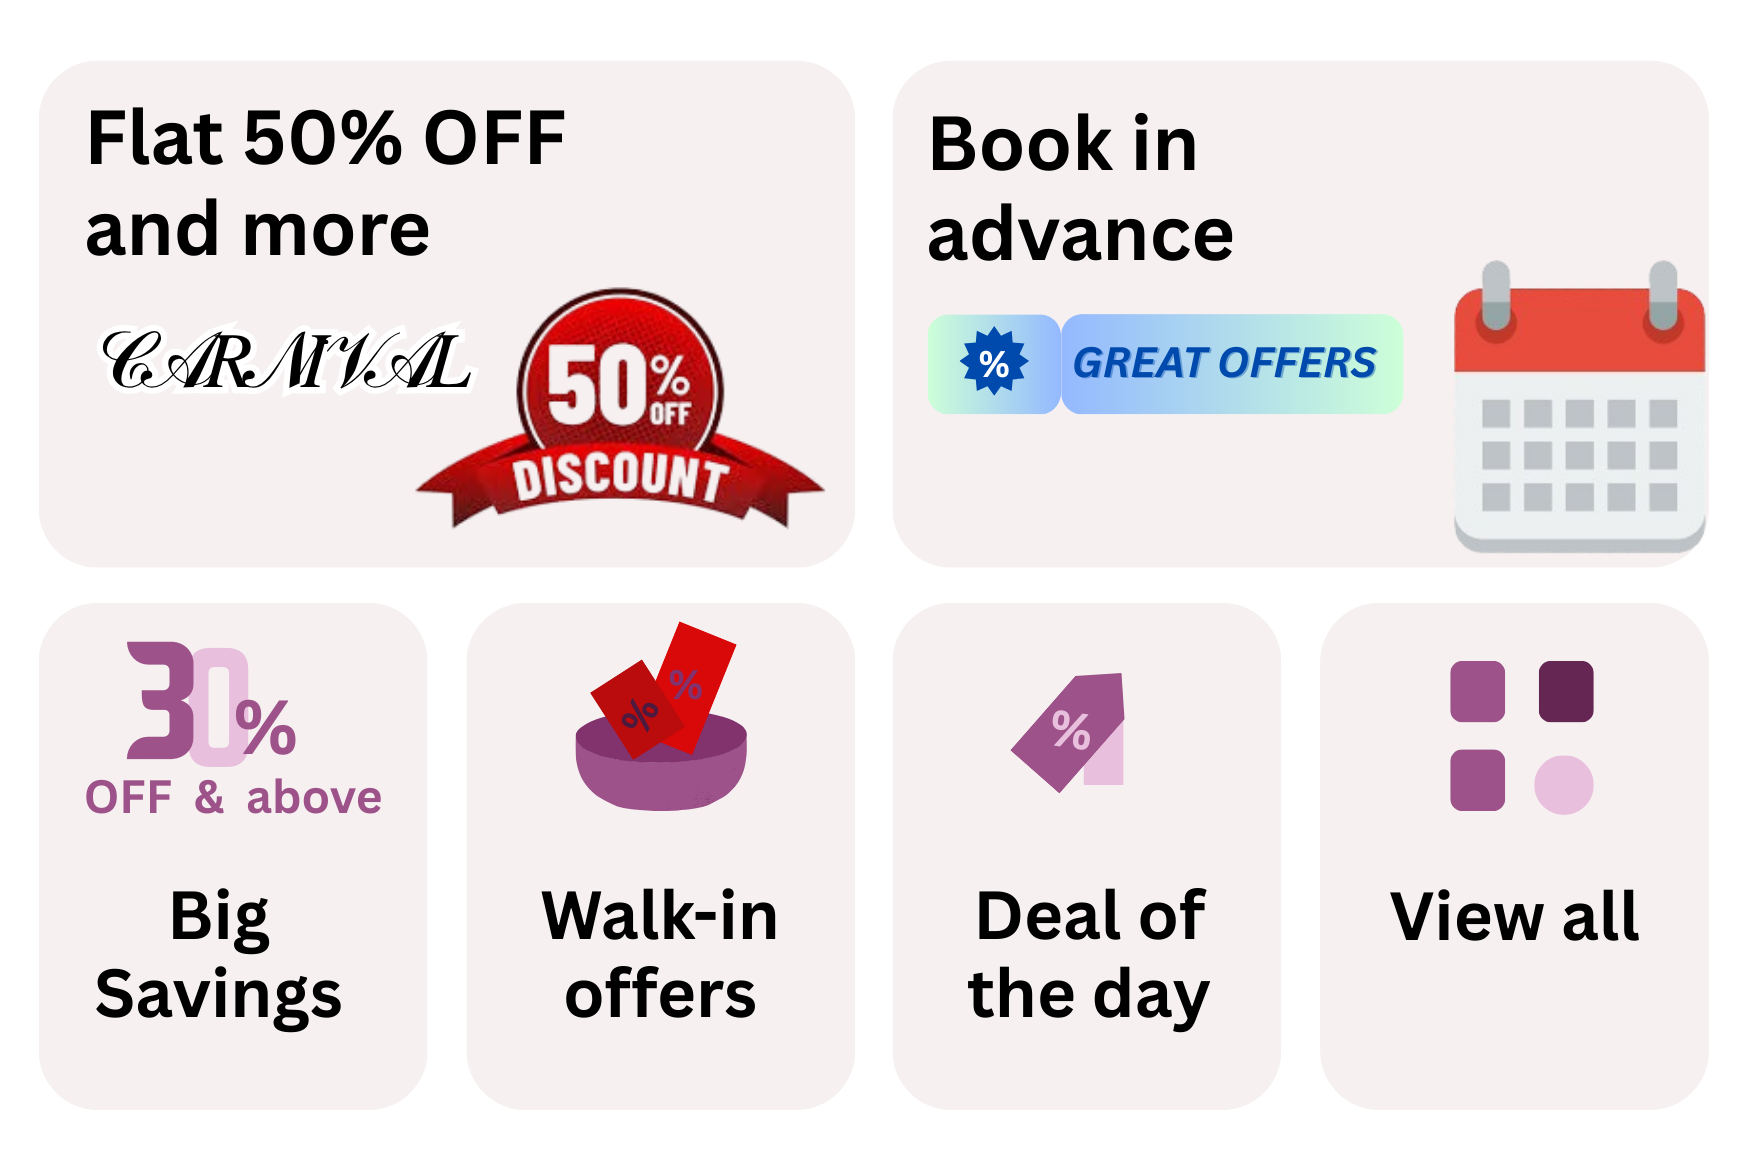 Flat 50% OFF
and more
CARNIVAL
50% OFF
DISCOUNT
Book in
advance
% GREAT OFFERS
30%
OFF & above
Big
Savings
% %
Walk-in
offers
%
Deal of
the day
View all